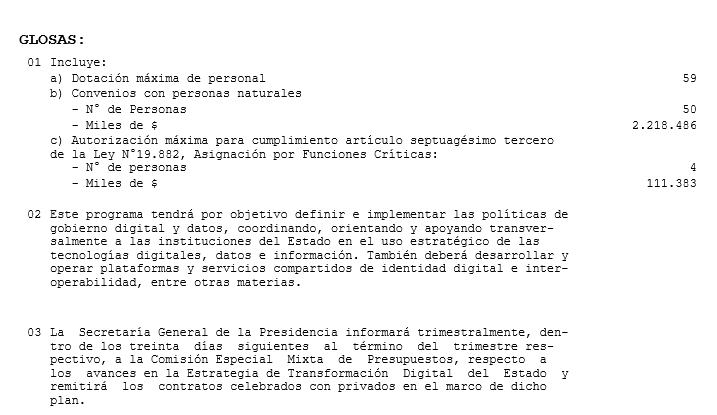 GLOSAS:
01 Incluye:
a) Dotación máxima de personal 59
b) Convenios con personas naturales
- N° de Personas 50
- Miles de $ 2.218.486
c) Autorización máxima para cumplimiento artículo septuagésimo tercero
de la Ley N°19.882, Asignación por Funciones Críticas:
- N° de personas 4
- Miles de $ 111.383
02 Este programa tendrá por objetivo definir e implementar las políticas de
gobierno digital y datos, coordinando, orientando y apoyando transver-
salmente a las instituciones del Estado en el uso estratégico de las
tecnologías digitales, datos e información. También deberá desarrollar y
operar plataformas y servicios compartidos de identidad digital e inter-
operabilidad, entre otras materias.
03 La Secretaría General de la Presidencia informará trimestralmente, den-
tro de los treinta días siguientes al término del trimestre res-
pectivo, a la Comisión Especial Mixta de Presupuestos, respecto a
los avances en la Estrategia de Transformación Digital del Estado y
remitirá los contratos celebrados con privados en el marco de dicho
plan.